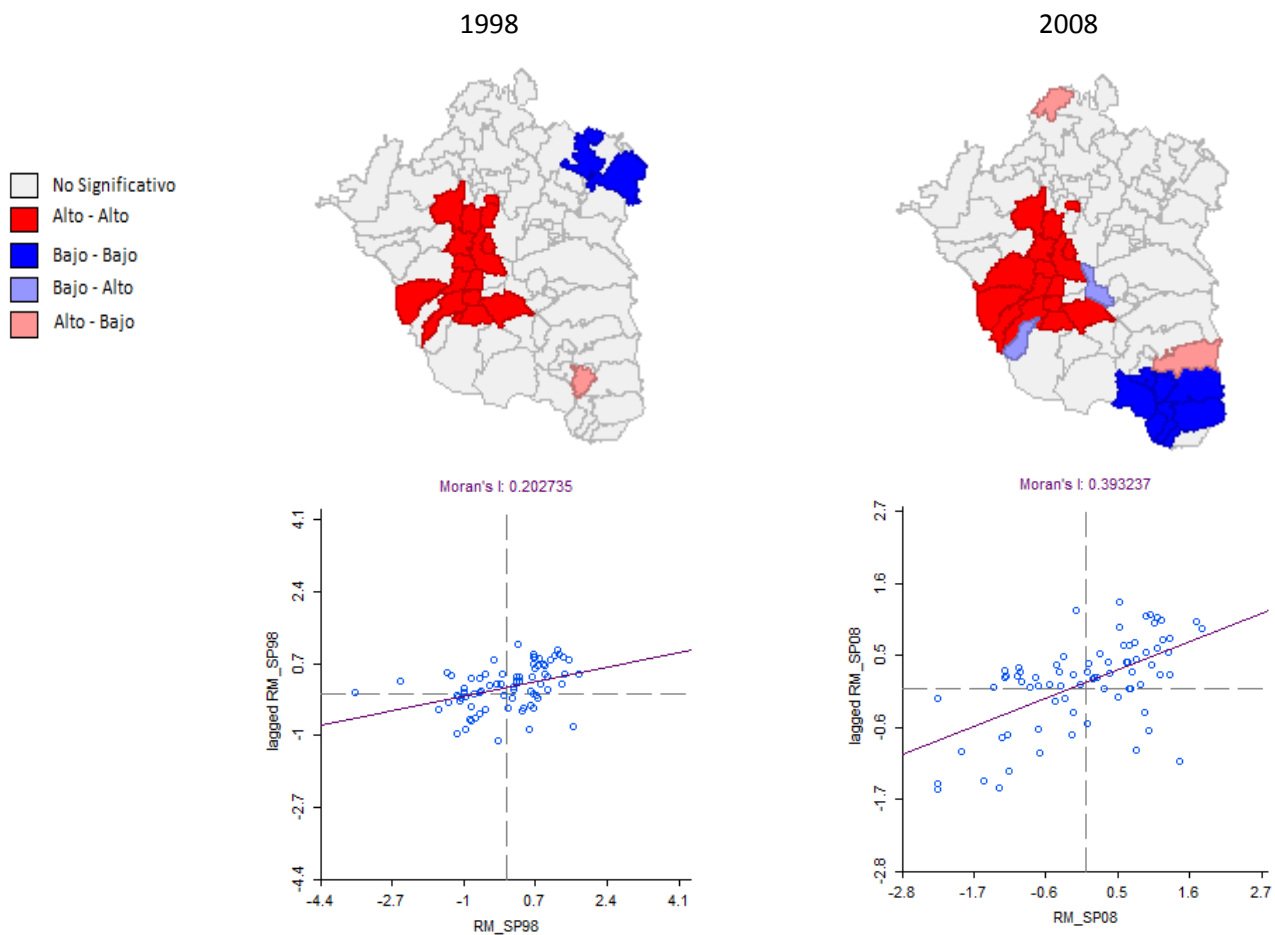 1998
2008
No Significativo
Alto - Alto
Bajo - Bajo
Bajo - Alto
Alto - Bajo
Moran's I: 0.202735
4.1
2.4
0.7
-1
-2.7
-4.4
lagged RM_SP98
-4.4 -2.7 -1 0.7 2.4 4.1
RM_SP98
Moran's I: 0.393237
2.7
1.6
0.5
-0.6
-1.7
-2.8
lagged RM_SP08
-2.8 -1.7 -0.6 0.5 1.6 2.7
RM_SP08